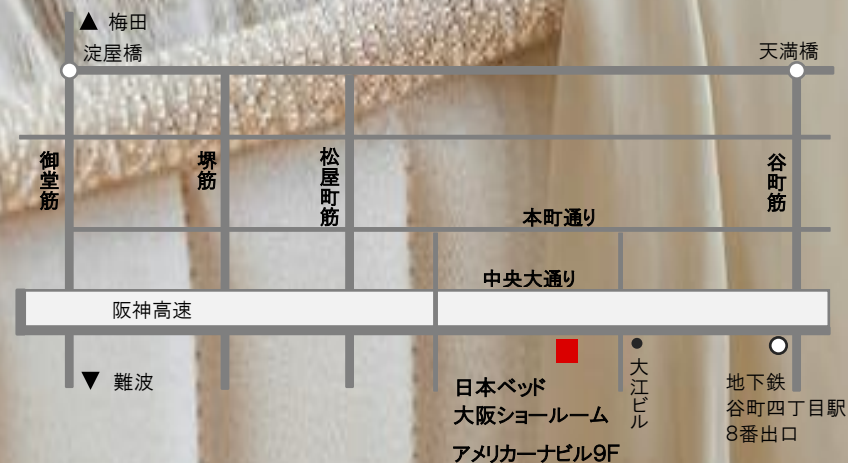 ▲ 梅田
淀屋橋
天満橋
御堂筋
堺筋
松屋町筋
谷町筋
本町通り
中央大通り
阪神高速
▼ 難波
日本ベッド
大阪ショールーム
アメリカーナビル9F
大江ビル
地下鉄
谷町四丁目駅
8番出口